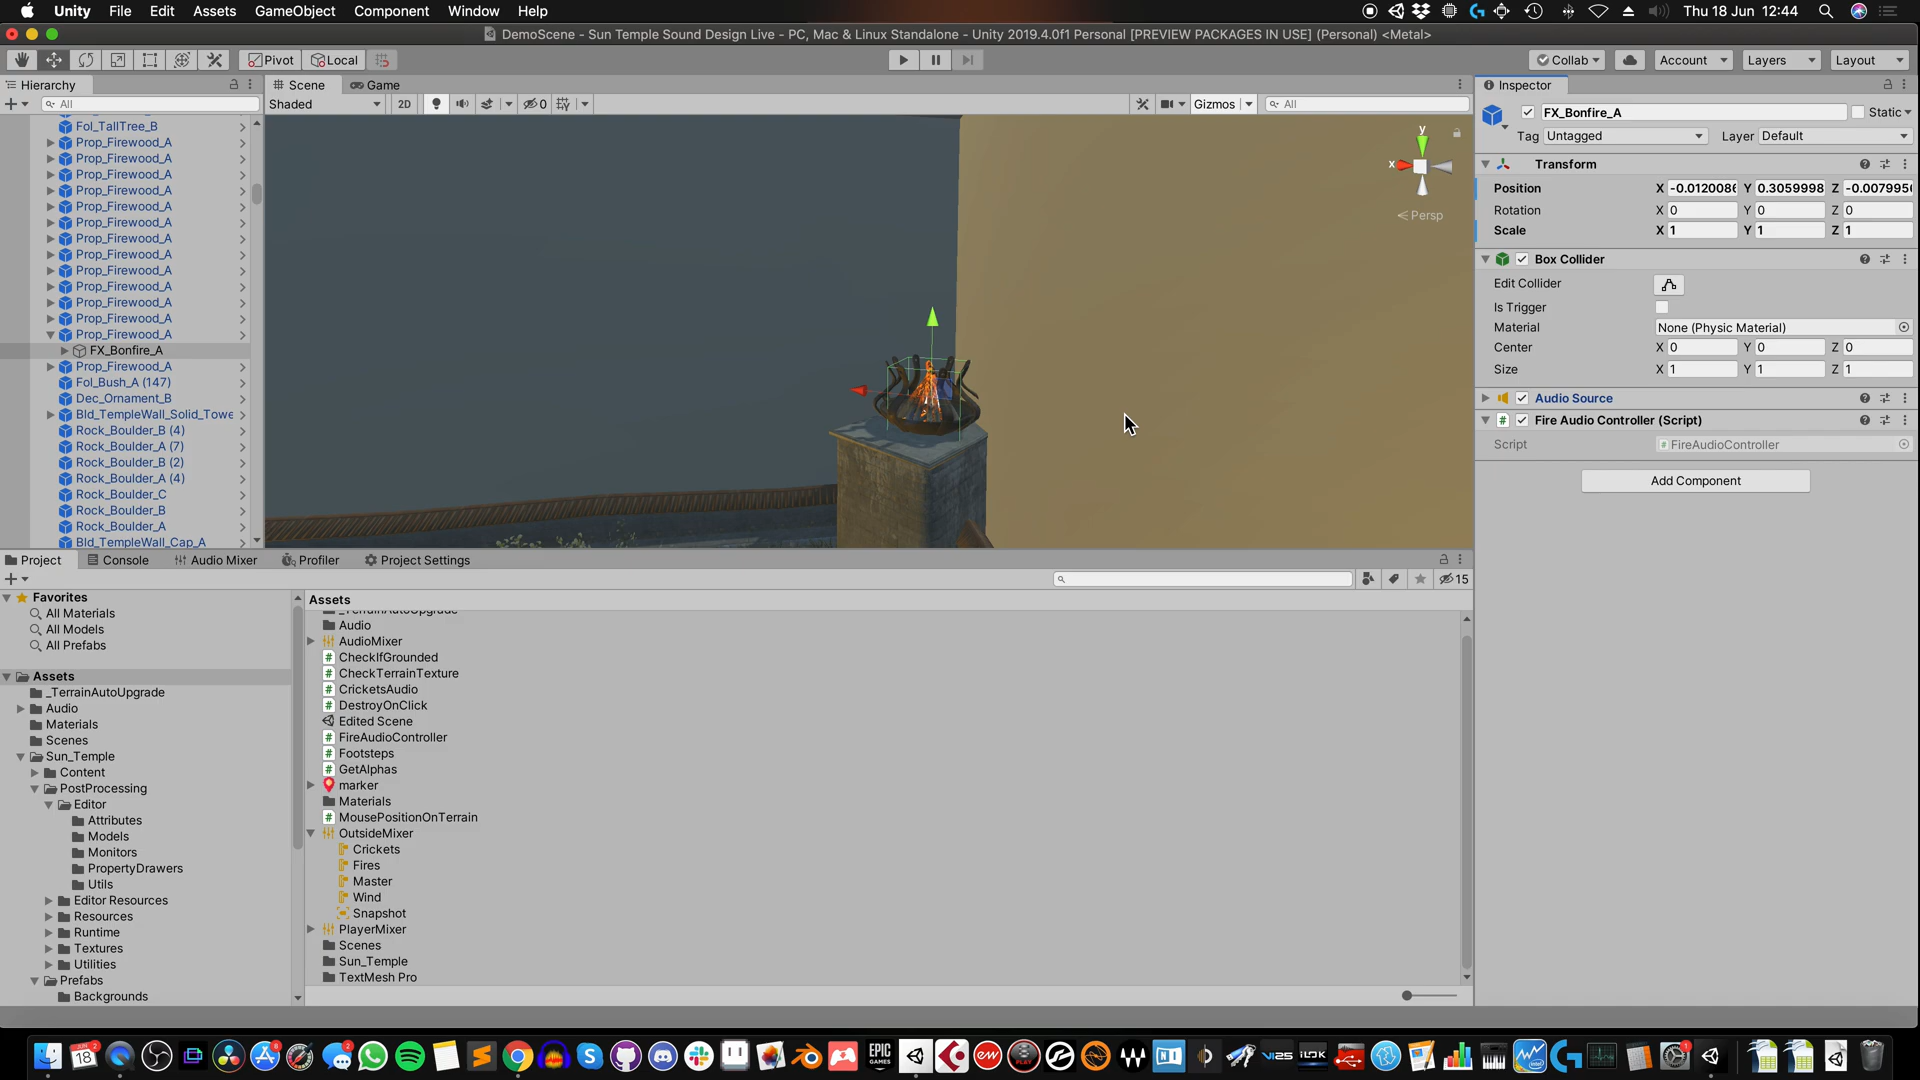 Unity File Edit Assets GameObject Component Window Help Thu 18 Jun 12:44
DemoScene - Sun Temple Sound Design Live - PC, Mac & Linux Standalone - Unity 2019.4.0f1 Personal [PREVIEW PACKAGES IN USE] (Personal) <Metal>
Pivot Local Collab Account Layers Layout
Hierarchy Scene Game Inspector
All Shaded 2D 0 Gizmos All
FX_Bonfire_A Static
Tag Untagged Layer Default
Transform
Position X -0.012008 Y 0.3059998 Z -0.007995
Rotation X 0 Y 0 Z 0
Scale X 1 Y 1 Z 1
Box Collider
Edit Collider
Is Trigger
Material None (Physic Material)
Center X 0 Y 0 Z 0
Size X 1 Y 1 Z 1
Audio Source
Fire Audio Controller (Script)
Script FireAudioController
Add Component
Fol_TallTree_B
Prop_Firewood_A
Prop_Firewood_A
Prop_Firewood_A
Prop_Firewood_A
Prop_Firewood_A
Prop_Firewood_A
Prop_Firewood_A
Prop_Firewood_A
Prop_Firewood_A
Prop_Firewood_A
Prop_Firewood_A
Prop_Firewood_A
Prop_Firewood_A
FX_Bonfire_A
Prop_Firewood_A
Fol_Bush_A (147)
Dec_Ornament_B
Bld_TempleWall_Solid_Towe
Rock_Boulder_B (4)
Rock_Boulder_A (7)
Rock_Boulder_B (2)
Rock_Boulder_A (4)
Rock_Boulder_C
Rock_Boulder_B
Rock_Boulder_A
Bld_TempleWall_Cap_A
y
x
Persp
Project Console Audio Mixer Profiler Project Settings
15
Favorites
All Materials
All Models
All Prefabs
Assets
_TerrainAutoUpgrade
Audio
Materials
Scenes
Sun_Temple
Content
PostProcessing
Editor
Attributes
Models
Monitors
PropertyDrawers
Utils
Editor Resources
Resources
Runtime
Textures
Utilities
Prefabs
Backgrounds
Assets
_TerrainAutoUpgrade
Audio
AudioMixer
CheckIfGrounded
CheckTerrainTexture
CricketsAudio
DestroyOnClick
Edited Scene
FireAudioController
Footsteps
GetAlphas
marker
Materials
MousePositionOnTerrain
OutsideMixer
Crickets
Fires
Master
Wind
Snapshot
PlayerMixer
Scenes
Sun_Temple
TextMesh Pro
18 EPIC GAMES VI25 iLOK